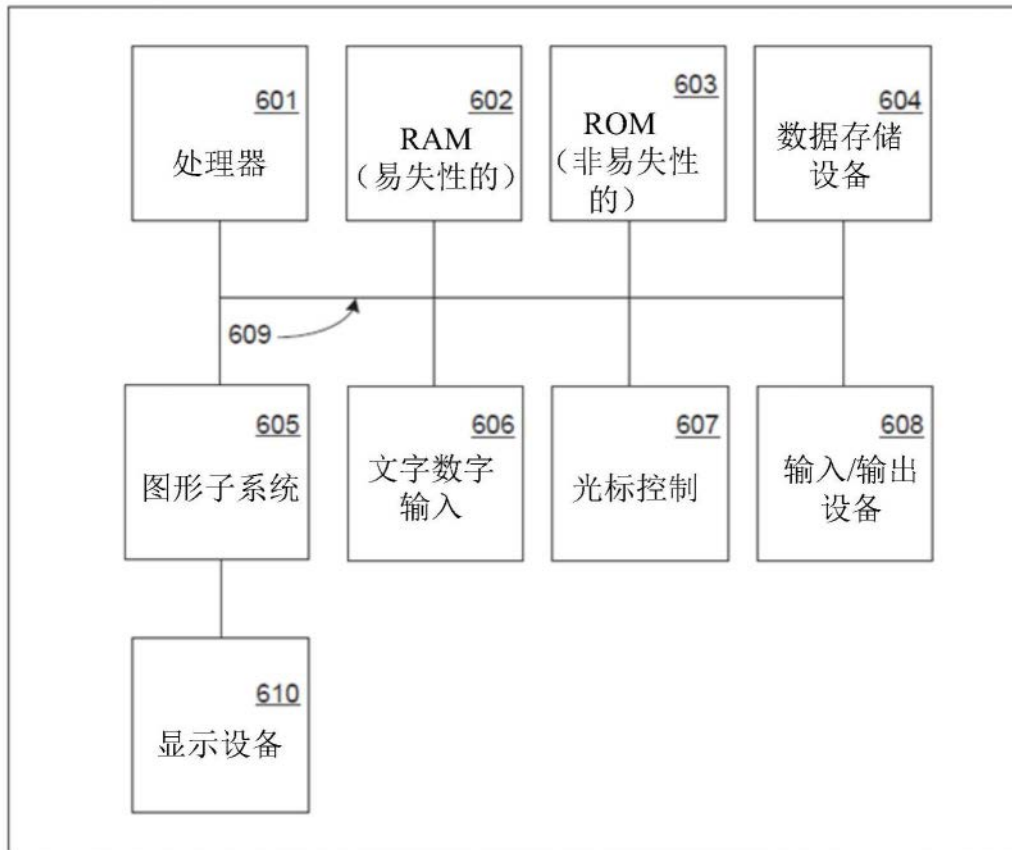 601
处理器
602
RAM
（易失性的）
603
ROM
（非易失性
的）
604
数据存储
设备
609
605
图形子系统
606
文字数字
输入
607
光标控制
608
输入/输出
设备
610
显示设备